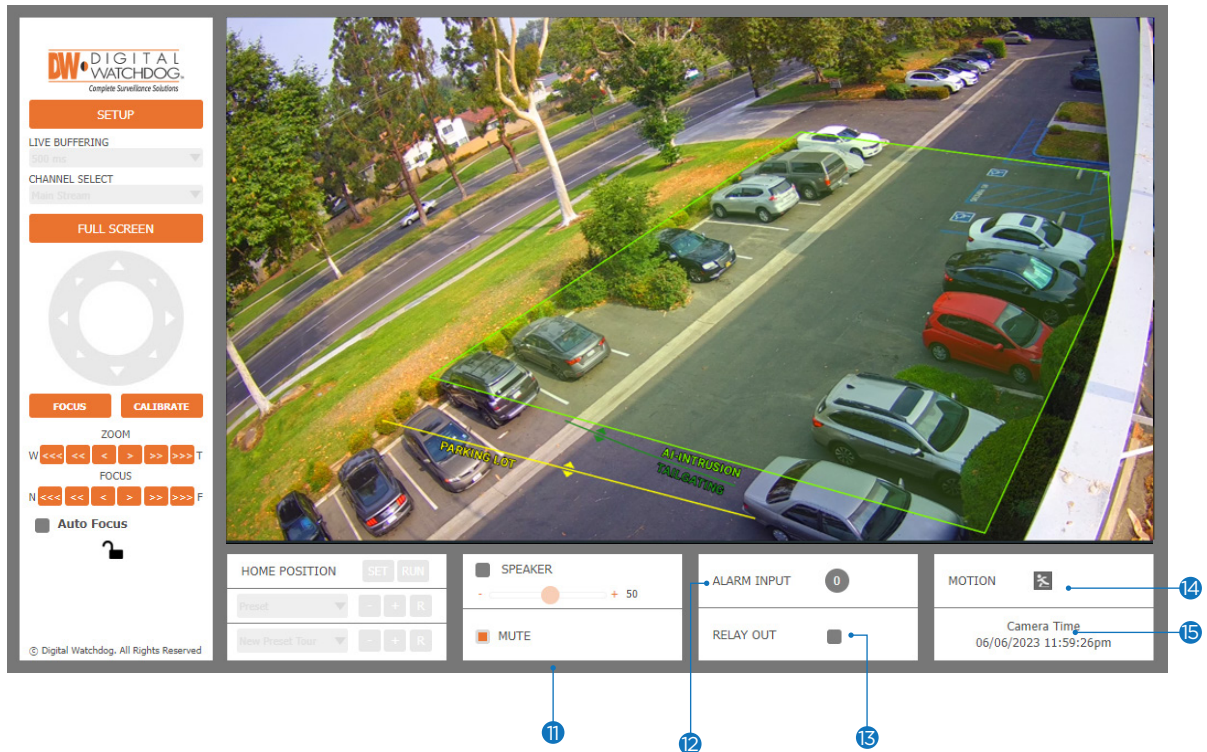 DW DIGITAL
WATCHDOG®
Complete Surveillance Solutions
SETUP
LIVE BUFFERING
500 ms
CHANNEL SELECT
Main Stream
FULL SCREEN
FOCUS CALIBRATE
ZOOM
W <<< << < > >> >>> T
FOCUS
N <<< << < > >> >>> F
Auto Focus
© Digital Watchdog. All Rights Reserved
PARKING LOT
AI-INTRUSION
TAILGATING
HOME POSITION SET RUN
Preset - + R
New Preset Tour - + R
SPEAKER
- + 50
MUTE
ALARM INPUT 0
RELAY OUT
MOTION
Camera Time
06/06/2023 11:59:26pm
11
12
13
14
15